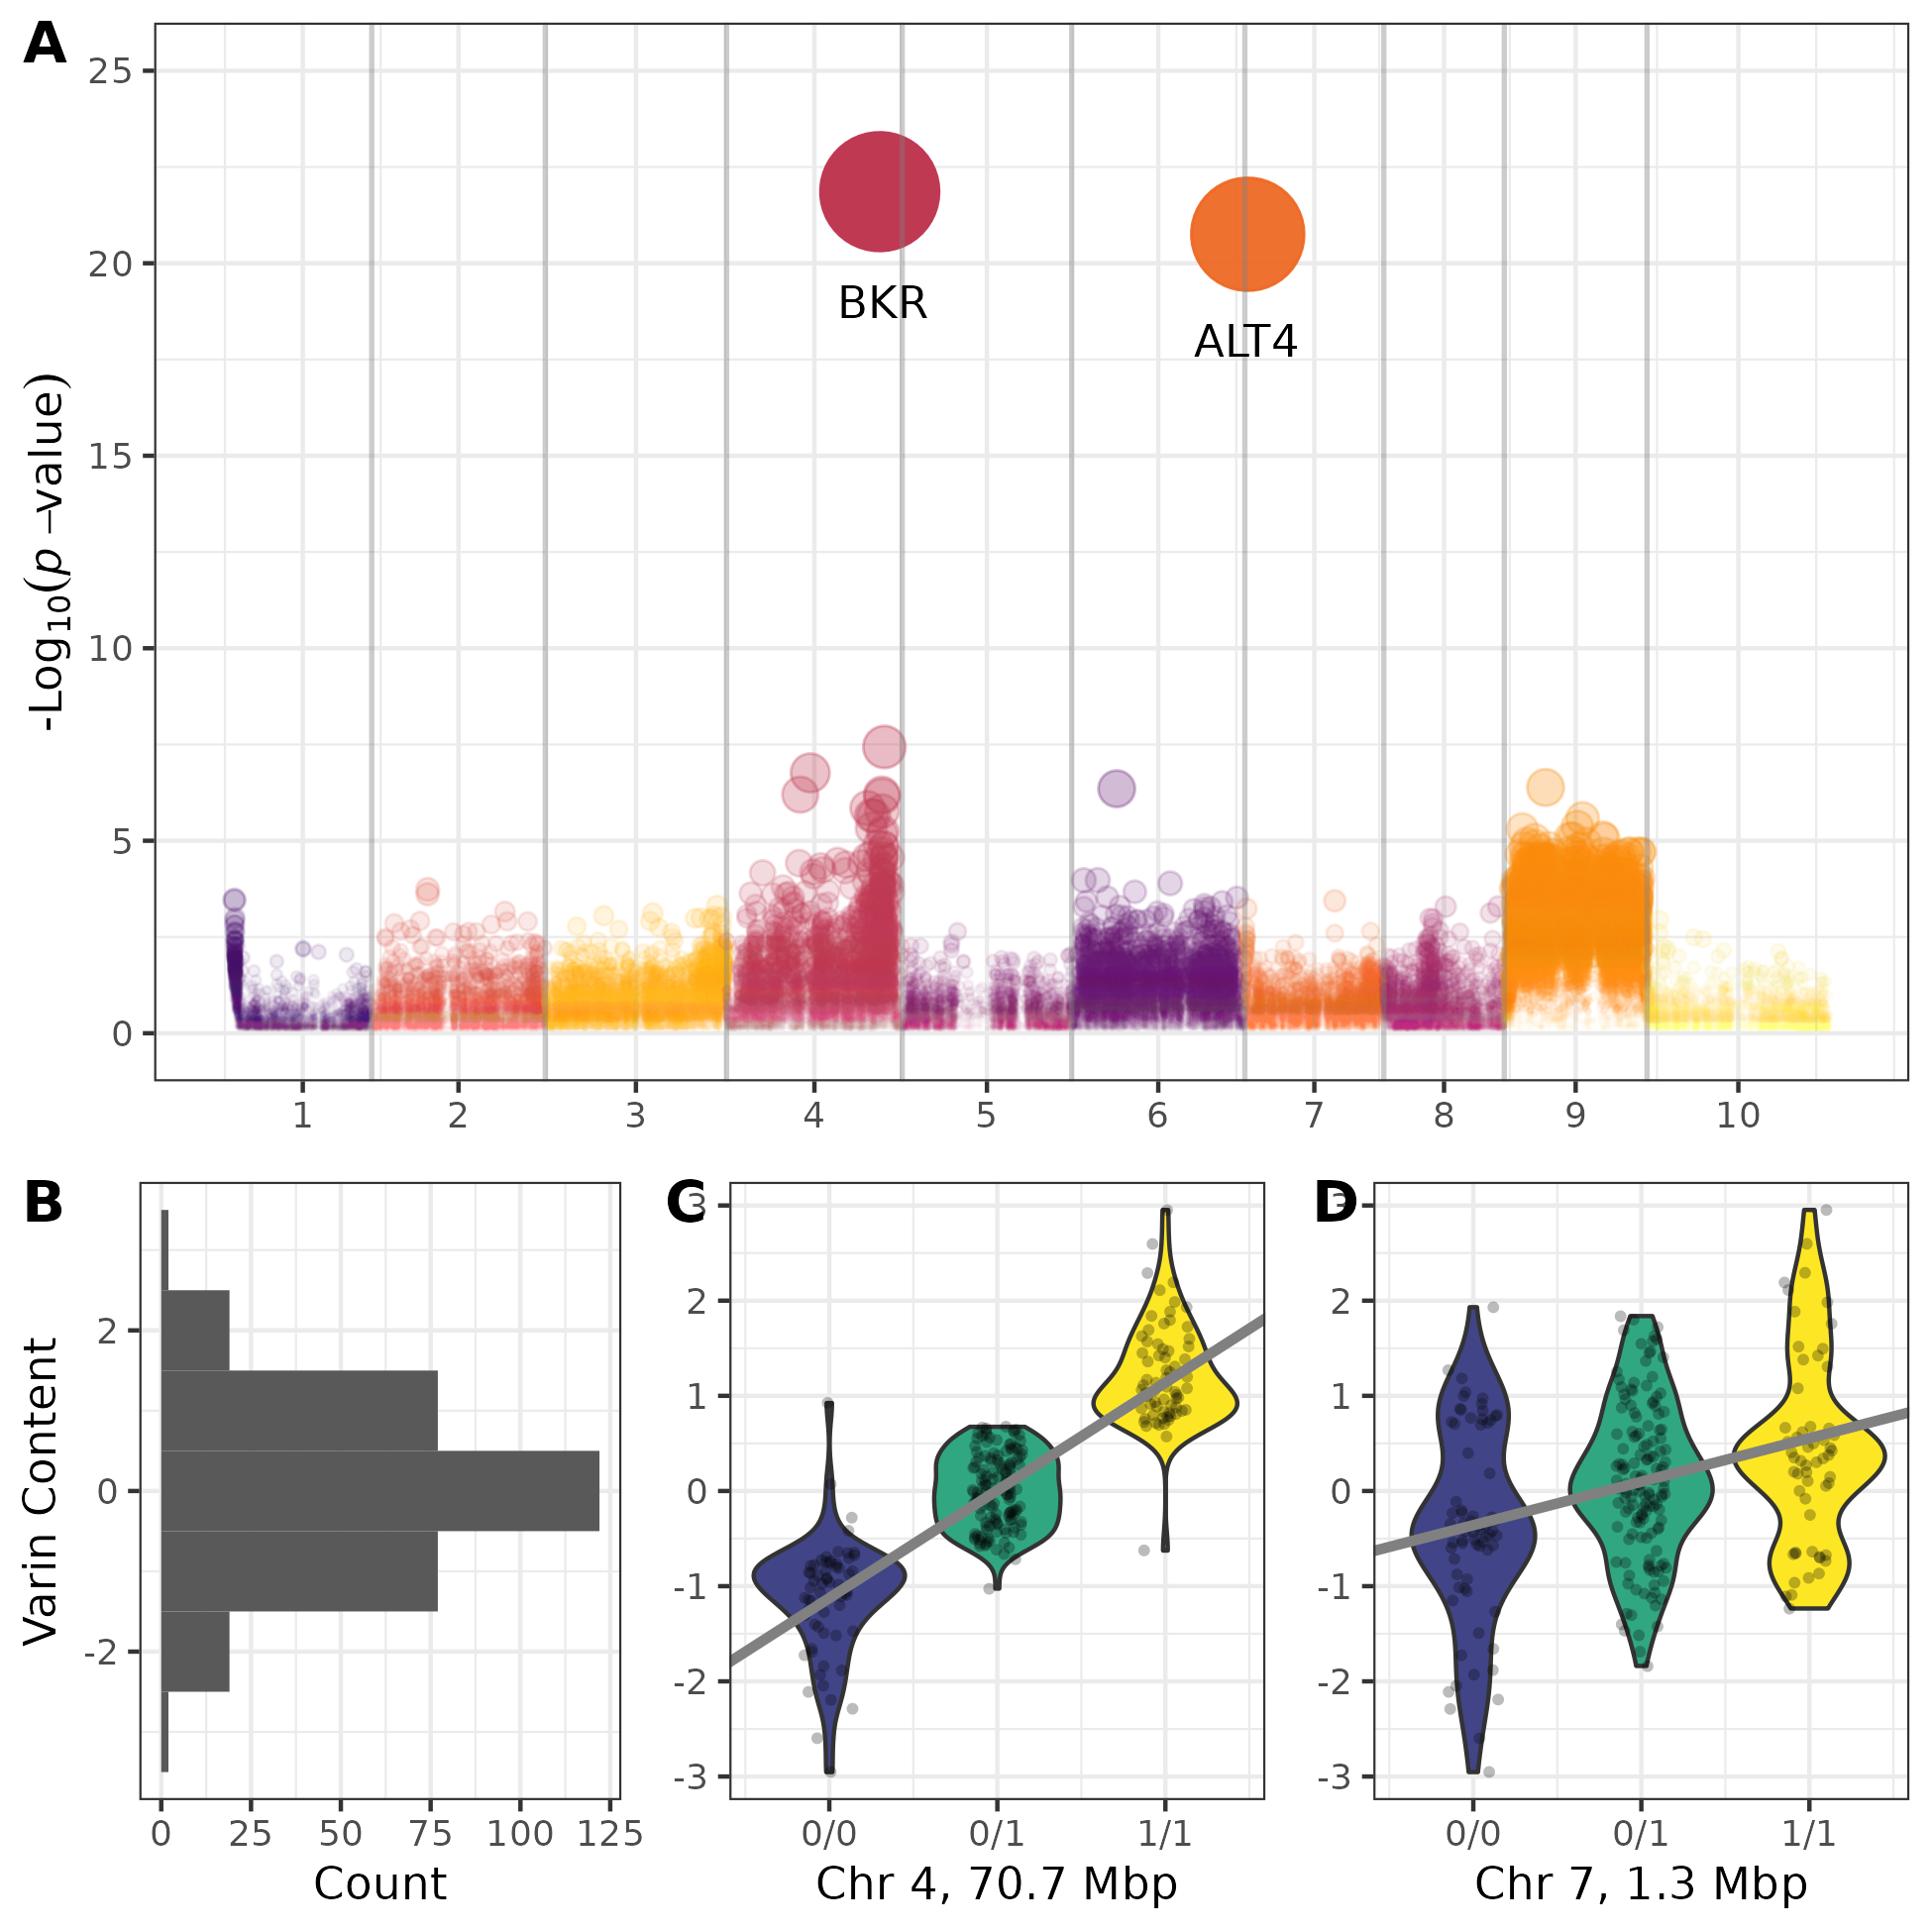 A
-Log10(p −value)
25
20
15
10
5
0
BKR
ALT4
1 2 3 4 5 6 7 8 9 10
B
Varin Content
2
0
-2
0 25 50 75 100 125
Count
C
3
2
1
0
-1
-2
-3
0/0 0/1 1/1
Chr 4, 70.7 Mbp
D
3
2
1
0
-1
-2
-3
0/0 0/1 1/1
Chr 7, 1.3 Mbp